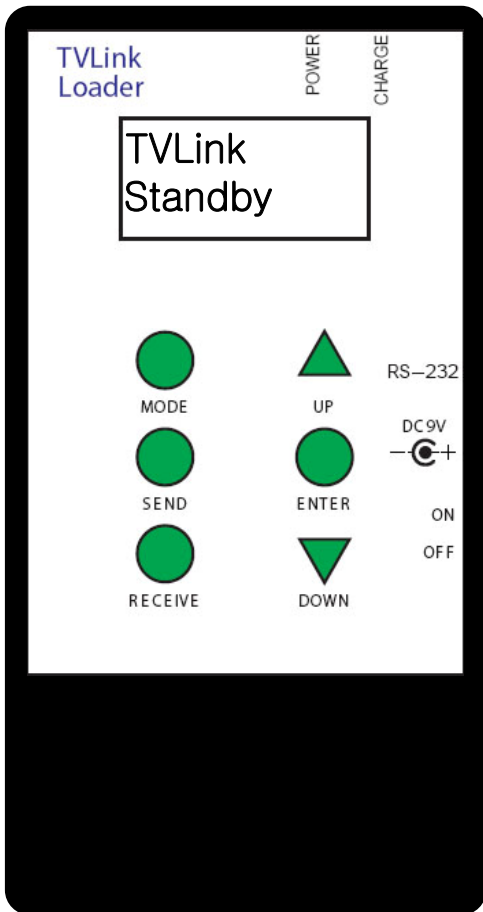 TVLink
Loader
POWER
CHARGE
TVLink
Standby
MODE
UP
RS-232
DC9V
- +
SEND
ENTER
ON
OFF
RECEIVE
DOWN